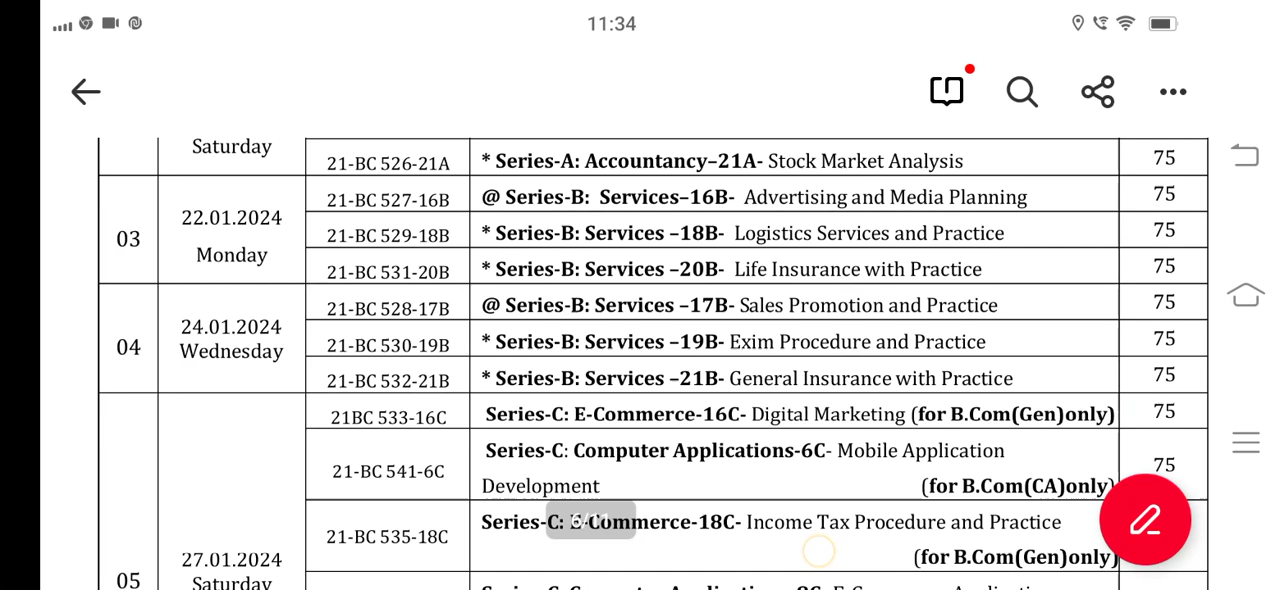 11:34
Saturday
21-BC 526-21A * Series-A: Accountancy–21A- Stock Market Analysis 75
03 22.01.2024 Monday
21-BC 527-16B @ Series-B: Services–16B- Advertising and Media Planning 75
21-BC 529-18B * Series-B: Services –18B- Logistics Services and Practice 75
21-BC 531-20B * Series-B: Services –20B- Life Insurance with Practice 75
04 24.01.2024 Wednesday
21-BC 528-17B @ Series-B: Services –17B- Sales Promotion and Practice 75
21-BC 530-19B * Series-B: Services –19B- Exim Procedure and Practice 75
21-BC 532-21B * Series-B: Services –21B- General Insurance with Practice 75
05 27.01.2024 Saturday
21BC 533-16C Series-C: E-Commerce-16C- Digital Marketing (for B.Com(Gen)only) 75
21-BC 541-6C Series-C: Computer Applications-6C- Mobile Application 75
Development (for B.Com(CA)only)
21-BC 535-18C Series-C: E-Commerce-18C- Income Tax Procedure and Practice
(for B.Com(Gen)only)